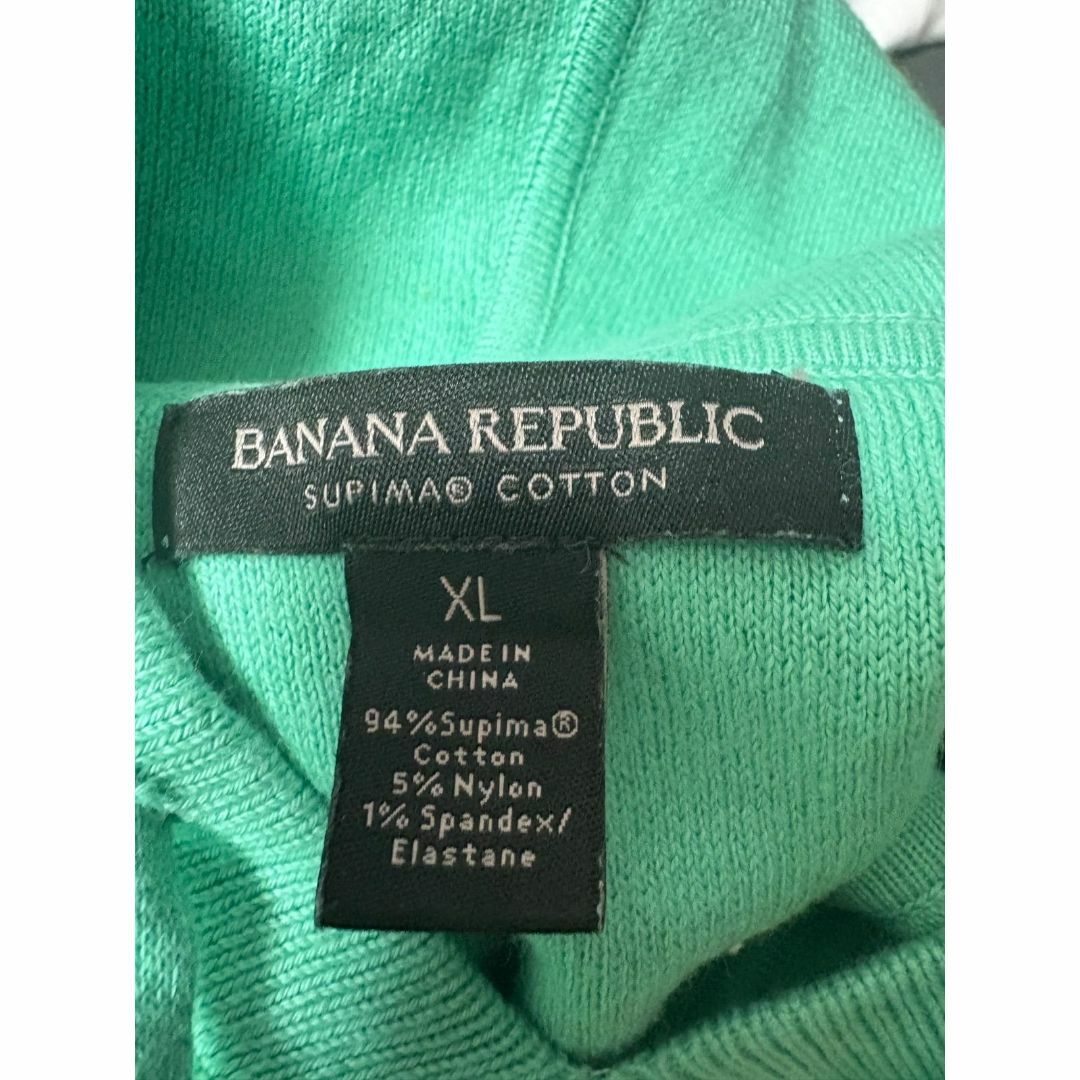 BANANA REPUBLIC
SUPIMA® COTTON
XL
MADE IN
CHINA
94%Supima®
Cotton
5% Nylon
1% Spandex/
Elastane